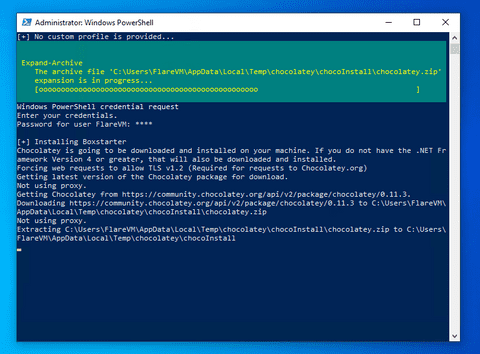 Administrator: Windows PowerShell
[+] No custom profile is provided...
Expand-Archive
The archive file 'C:\Users\FlareVM\AppData\Local\Temp\chocolatey\chocoInstall\chocolatey.zip'
expansion is in progress...
[oooooooooooooooooooooooooooooooooooooooooooooooooo ]
Windows PowerShell credential request
Enter your credentials.
Password for user FlareVM: ****
[+] Installing Boxstarter
Chocolatey is going to be downloaded and installed on your machine. If you do not have the .NET Fr
amework Version 4 or greater, that will also be downloaded and installed.
Forcing web requests to allow TLS v1.2 (Required for requests to Chocolatey.org)
Getting latest version of the Chocolatey package for download.
Not using proxy.
Getting Chocolatey from https://community.chocolatey.org/api/v2/package/chocolatey/0.11.3.
Downloading https://community.chocolatey.org/api/v2/package/chocolatey/0.11.3 to C:\Users\FlareVM\
AppData\Local\Temp\chocolatey\chocoInstall\chocolatey.zip
Not using proxy.
Extracting C:\Users\FlareVM\AppData\Local\Temp\chocolatey\chocoInstall\chocolatey.zip to C:\Users\
FlareVM\AppData\Local\Temp\chocolatey\chocoInstall